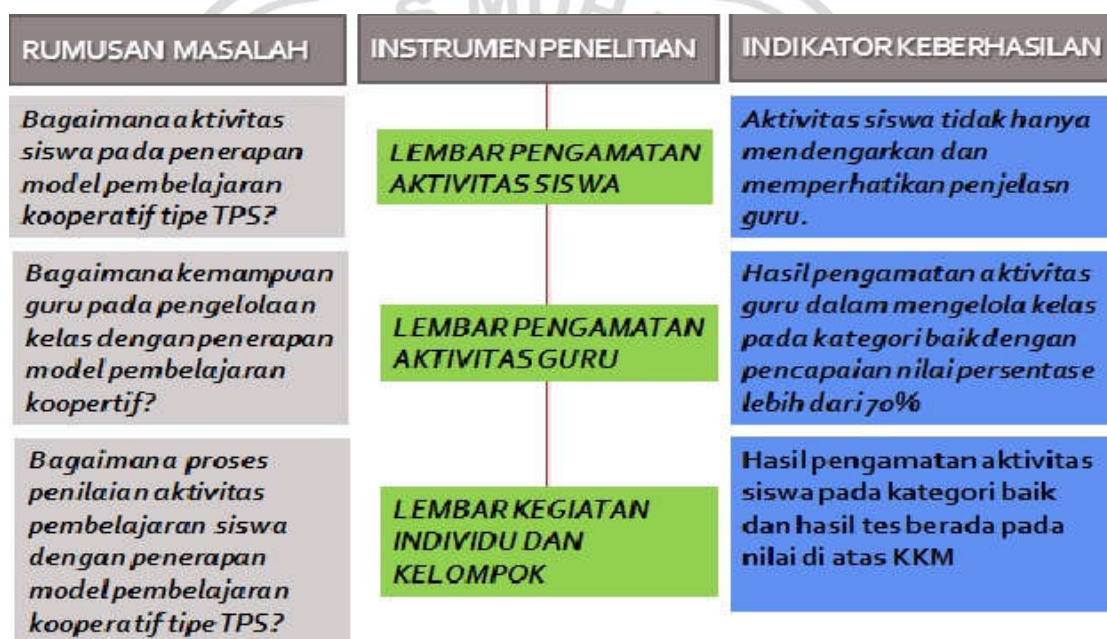 S MUH
RUMUSAN MASALAH
Bagaimana aktivitas
siswa pada penerapan
model pembelajaran
kooperatif tipe TPS?
Bagaimana kemampuan
guru pada pengelolaan
kelas dengan penerapan
model pembelajaran
koopertif?
Bagaimana proses
penilaian aktivitas
pembelajaran siswa
dengan penerapan
model pembelajaran
kooperatif tipe TPS?
INSTRUMEN PENELITIAN
LEMBAR PENGAMATAN
AKTIVITAS SISWA
LEMBAR PENGAMATAN
AKTIVITAS GURU
LEMBAR KEGIATAN
INDIVIDU DAN
KELOMPOK
INDIKATOR KEBERHASILAN
Aktivitas siswa tidak hanya
mendengarkan dan
memperhatikan penjelasn
guru.
Hasil pengamatan aktivitas
guru dalam mengelola kelas
pada kategori baik dengan
pencapaian nilai persentase
lebih dari 70%
Hasil pengamatan aktivitas
siswa pada kategori baik
dan hasil tes berada pada
nilai di atas KKM